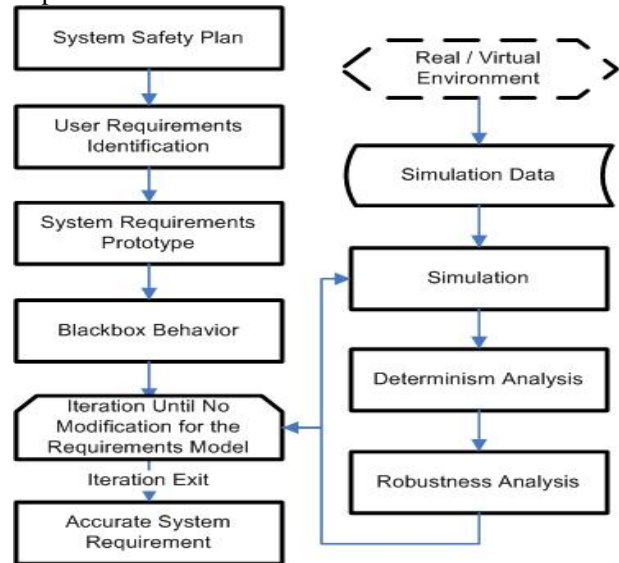 System Safety Plan
User Requirements
Identification
System Requirements
Prototype
Blackbox Behavior
Iteration Until No
Modification for the
Requirements Model
Iteration Exit
Accurate System
Requirement
Real / Virtual
Environment
Simulation Data
Simulation
Determinism Analysis
Robustness Analysis